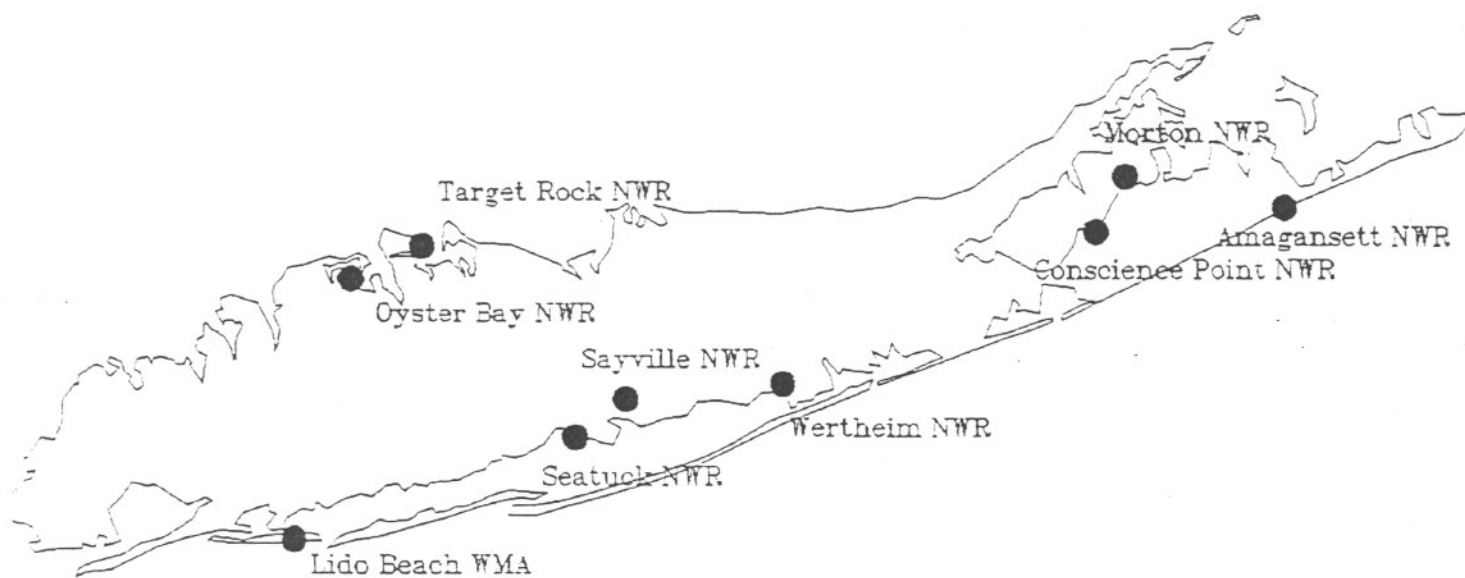 Morton NWR
Target Rock NWR
Amagansett NWR
Conscience Point NWR
Oyster Bay NWR
Sayville NWR
Wertheim NWR
Seatuck NWR
Lido Beach WMA